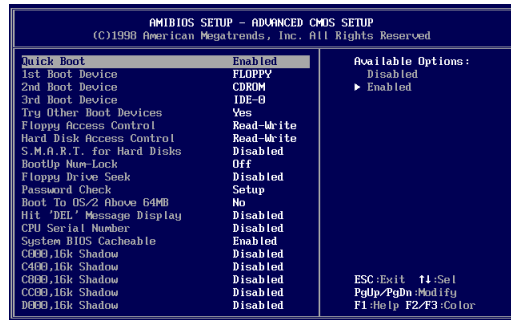 AMIBIOS SETUP - ADVANCED CMOS SETUP
(C)1998 American Megatrends, Inc. All Rights Reserved
Quick Boot Enabled
1st Boot Device FLOPPY
2nd Boot Device CDROM
3rd Boot Device IDE-0
Try Other Boot Devices Yes
Floppy Access Control Read-Write
Hard Disk Access Control Read-Write
S.M.A.R.T. for Hard Disks Disabled
BootUp Num-Lock Off
Floppy Drive Seek Disabled
Password Check Setup
Boot To OS/2 Above 64MB No
Hit 'DEL' Message Display Disabled
CPU Serial Number Disabled
System BIOS Cacheable Enabled
C000,16k Shadow Disabled
C400,16k Shadow Disabled
C800,16k Shadow Disabled
CC00,16k Shadow Disabled
D000,16k Shadow Disabled
Available Options:
Disabled
▶ Enabled
ESC:Exit ↑↓:Sel
PgUp/PgDn:Modify
F1:Help F2/F3:Color